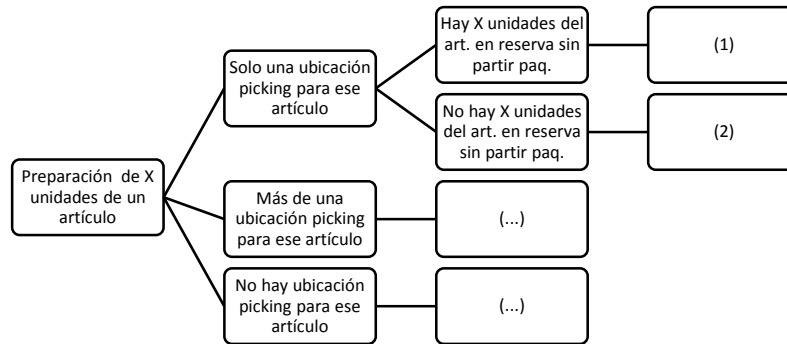 Preparación de X
unidades de un
artículo
Solo una ubicación
picking para ese
artículo
Hay X unidades del
art. en reserva sin
partir paq.
(1)
No hay X unidades
del art. en reserva
sin partir paq.
(2)
Más de una
ubicación picking
para ese artículo
(...)
No hay ubicación
picking para ese
artículo
(...)